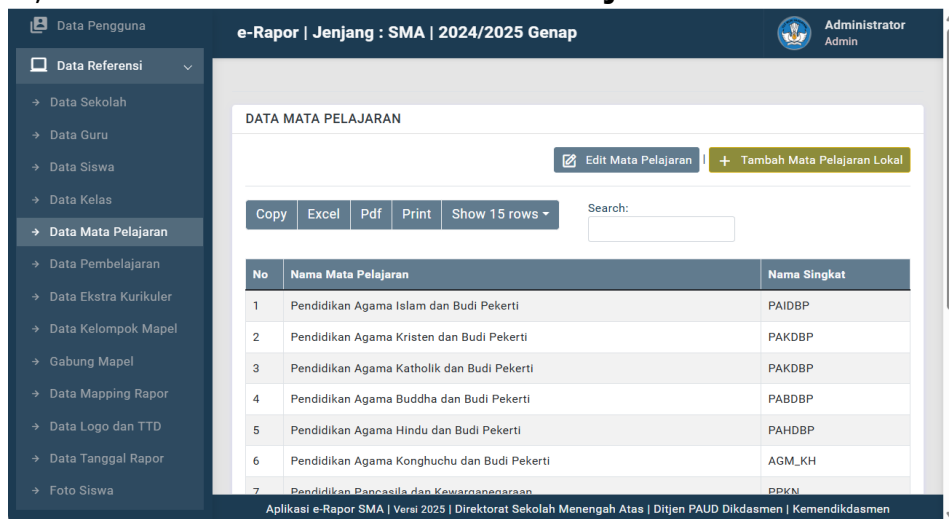 Data Pengguna
e-Rapor | Jenjang : SMA | 2024/2025 Genap
Administrator
Admin
Data Referensi
Data Sekolah
Data Guru
Data Siswa
Data Kelas
Data Mata Pelajaran
Data Pembelajaran
Data Ekstra Kurikuler
Data Kelompok Mapel
Gabung Mapel
Data Mapping Rapor
Data Logo dan TTD
Data Tanggal Rapor
Foto Siswa
DATA MATA PELAJARAN
Edit Mata Pelajaran | + Tambah Mata Pelajaran Lokal
Copy Excel Pdf Print Show 15 rows
Search:
No Nama Mata Pelajaran Nama Singkat
1 Pendidikan Agama Islam dan Budi Pekerti PAIDBP
2 Pendidikan Agama Kristen dan Budi Pekerti PAKDBP
3 Pendidikan Agama Katholik dan Budi Pekerti PAKDBP
4 Pendidikan Agama Buddha dan Budi Pekerti PABDBP
5 Pendidikan Agama Hindu dan Budi Pekerti PAHDBP
6 Pendidikan Agama Konghuchu dan Budi Pekerti AGM_KH
7 Pendidikan Pancasila dan Kewarganegaraan PPKN
Aplikasi e-Rapor SMA | Versi 2025 | Direktorat Sekolah Menengah Atas | Ditjen PAUD Dikdasmen | Kemendikdasmen